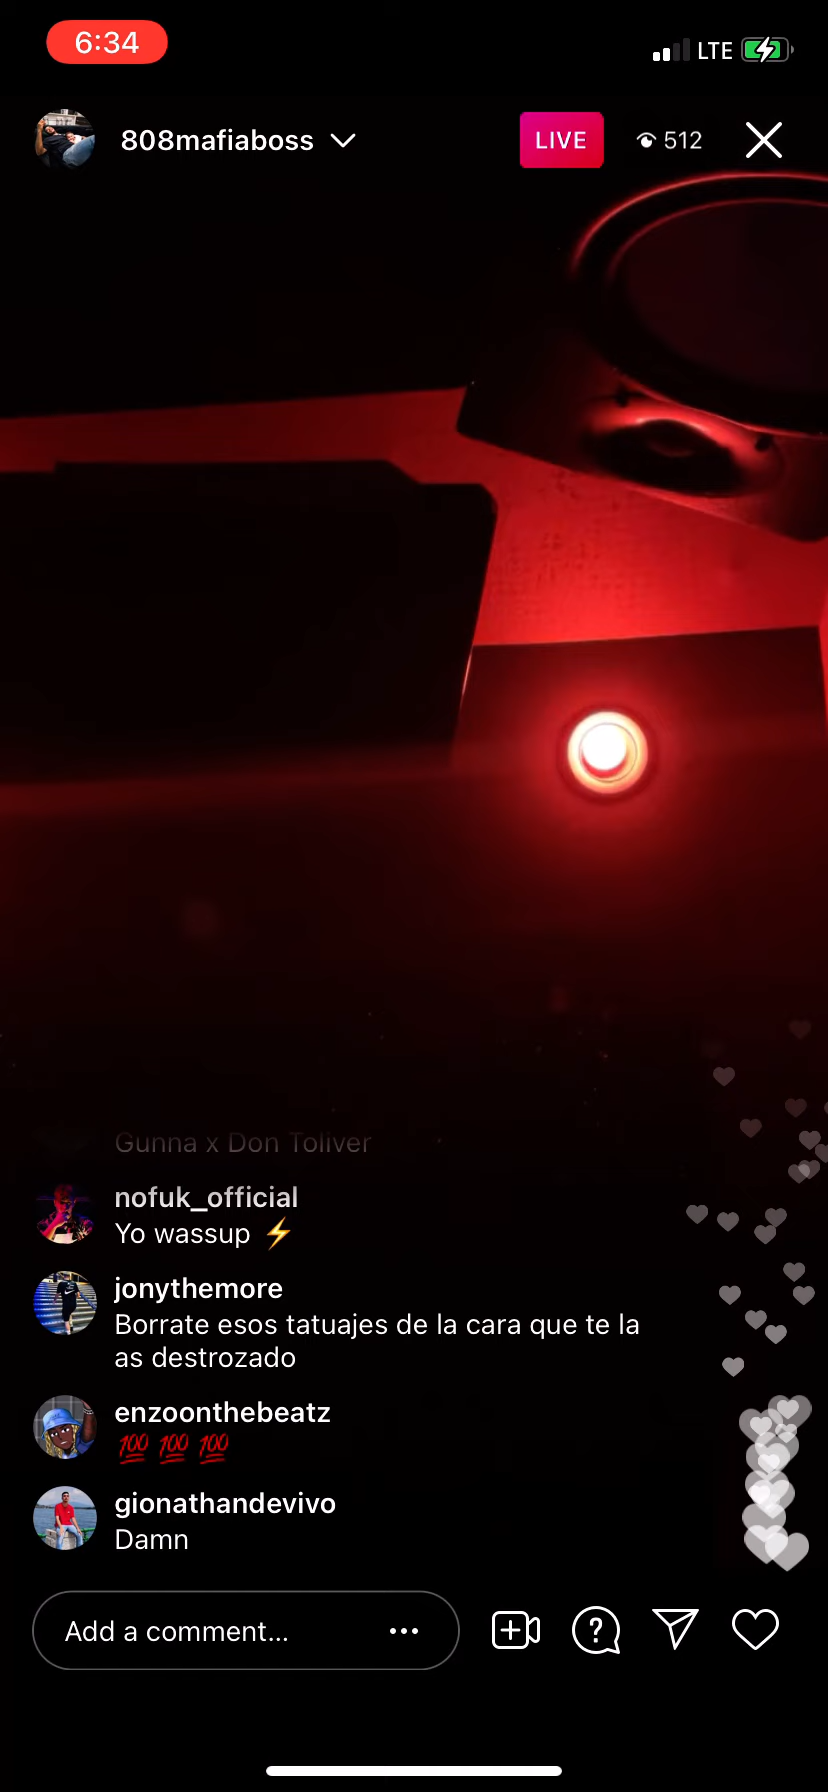 6:34
LTE
808mafiaboss
LIVE
512
Gunna x Don Toliver
nofuk_official
Yo wassup ⚡
jonythemore
Borrate esos tatuajes de la cara que te la
as destrozado
enzoonthebeatz
💯 💯 💯
gionathandevivo
Damn
Add a comment...